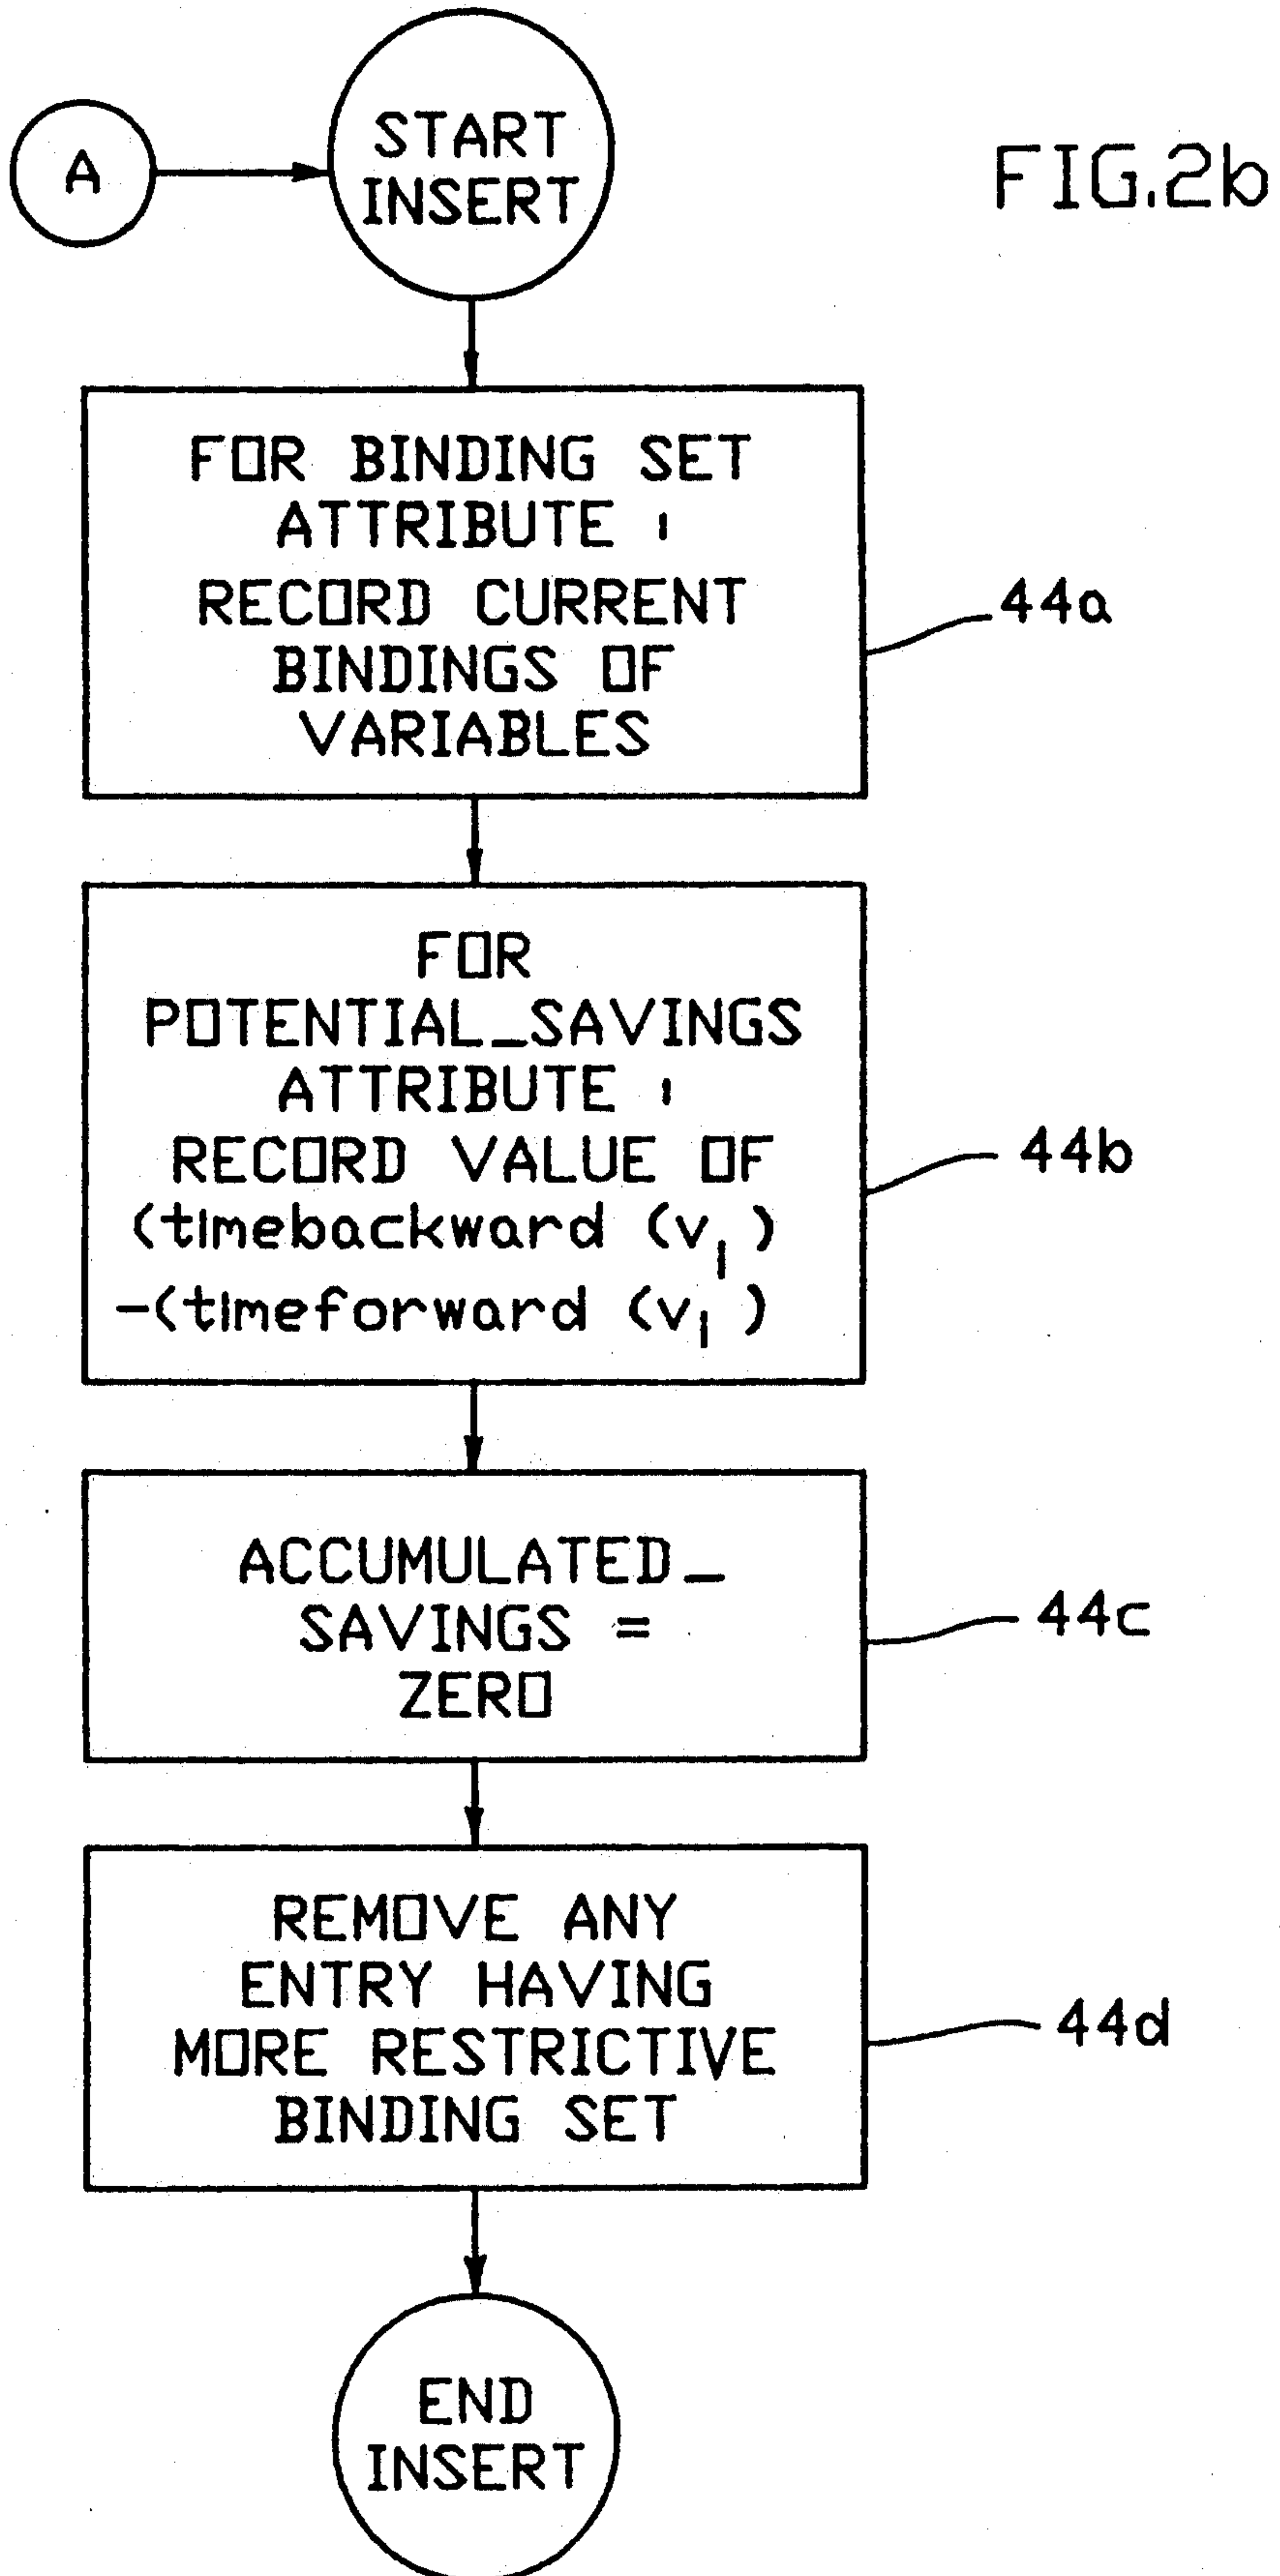 A
START
INSERT
FIG.2b
FOR BINDING SET
ATTRIBUTE :
RECORD CURRENT
BINDINGS OF
VARIABLES
44a
FOR
POTENTIAL_SAVINGS
ATTRIBUTE :
RECORD VALUE OF
(timebackward (v_i)
-(timeforward (v_i)
44b
ACCUMULATED_
SAVINGS =
ZERO
44c
REMOVE ANY
ENTRY HAVING
MORE RESTRICTIVE
BINDING SET
44d
END
INSERT